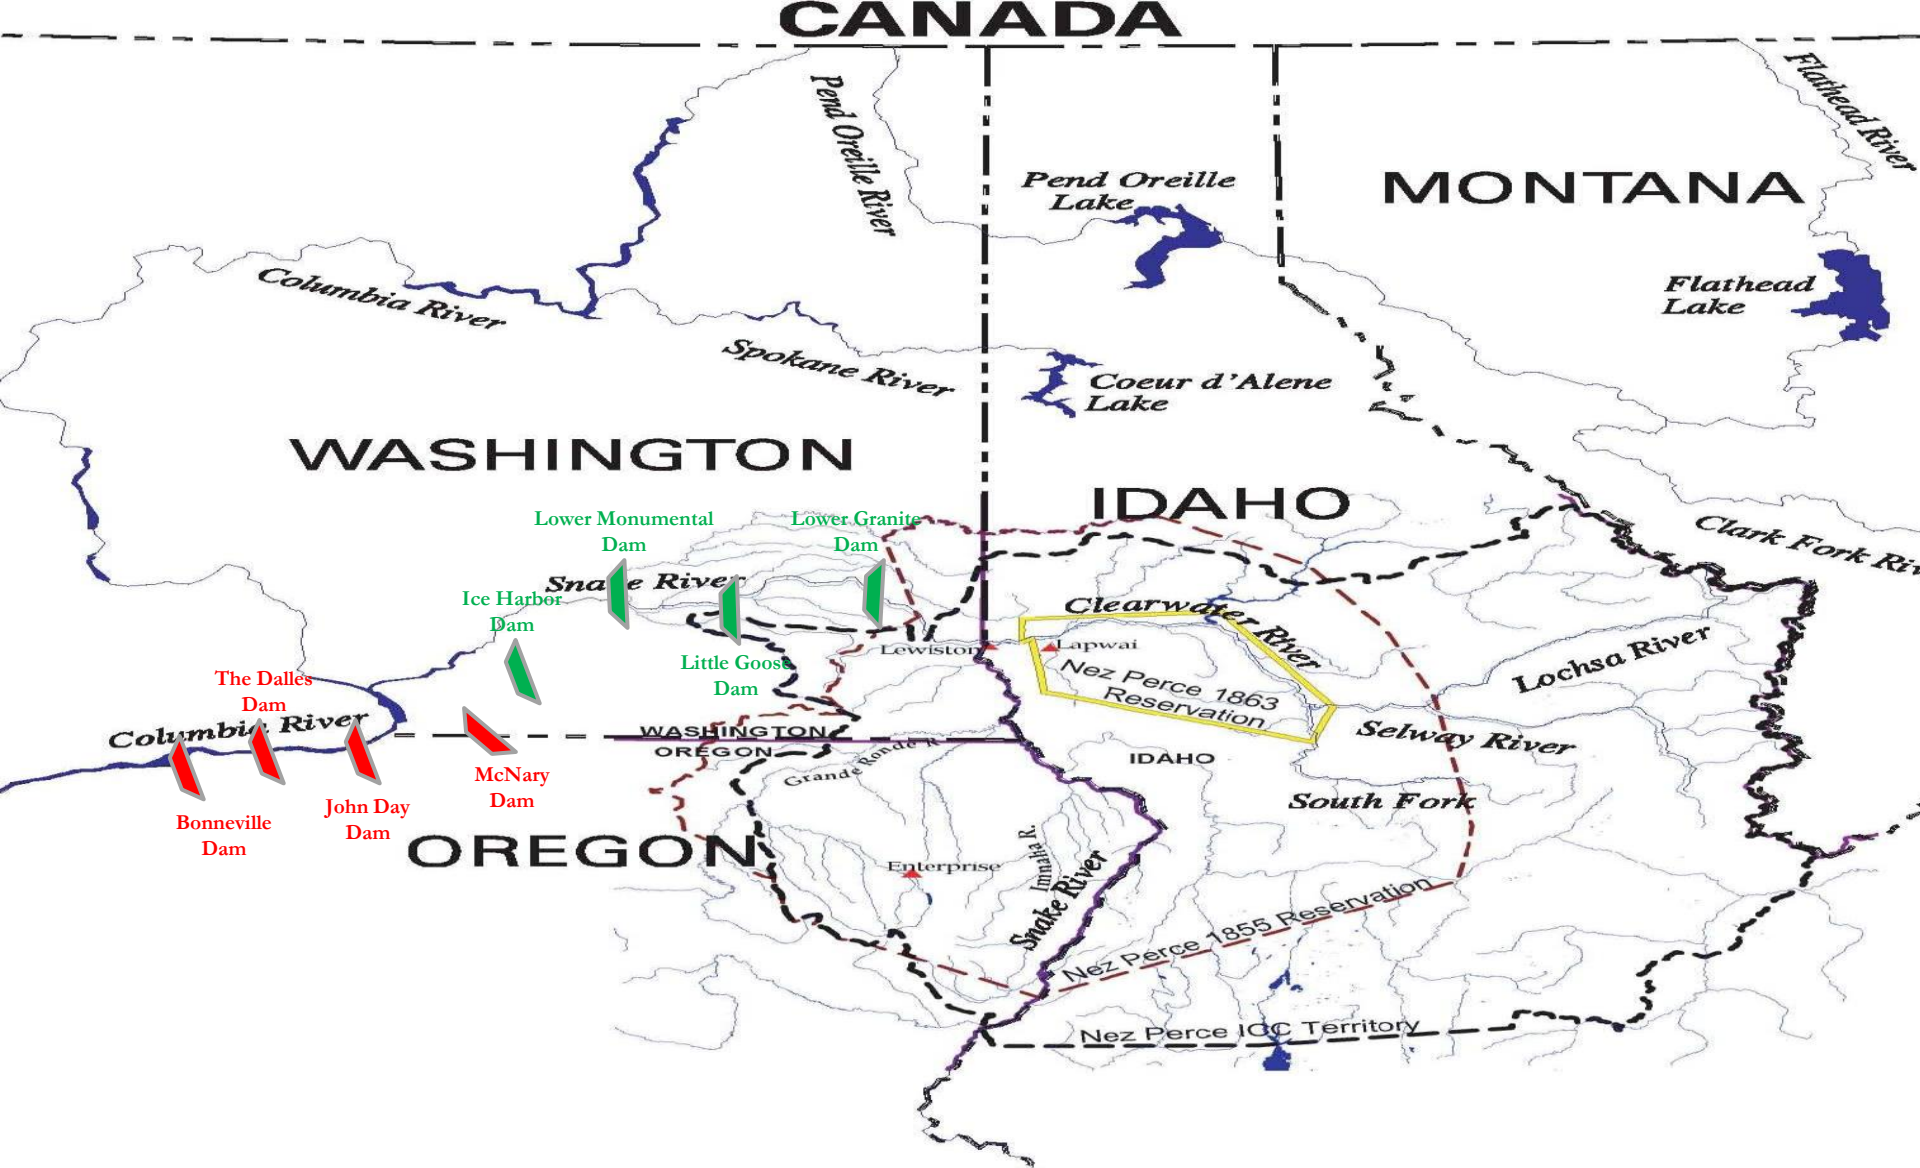 CANADA
Flathead River
Pend Oreille River
Pend Oreille
Lake
MONTANA
Columbia River
Flathead
Lake
Spokane River
Coeur d'Alene
Lake
WASHINGTON
IDAHO
Lower Monumental
Dam
Lower Granite
Dam
Clark Fork Riv
Snake River
Ice Harbor
Dam
Clearwater River
Lewiston
Lapwai
Lochsa River
Little Goose
Dam
Nez Perce 1863
Reservation
The Dalles
Dam
Columbia River
WASHINGTON
OREGON
Grande Ronde R
Selway River
IDAHO
McNary
Dam
John Day
Dam
Bonneville
Dam
South Fork
OREGON
Enterprise
Imnaha R.
Snake River
Nez Perce 1855 Reservation
Nez Perce ICC Territory